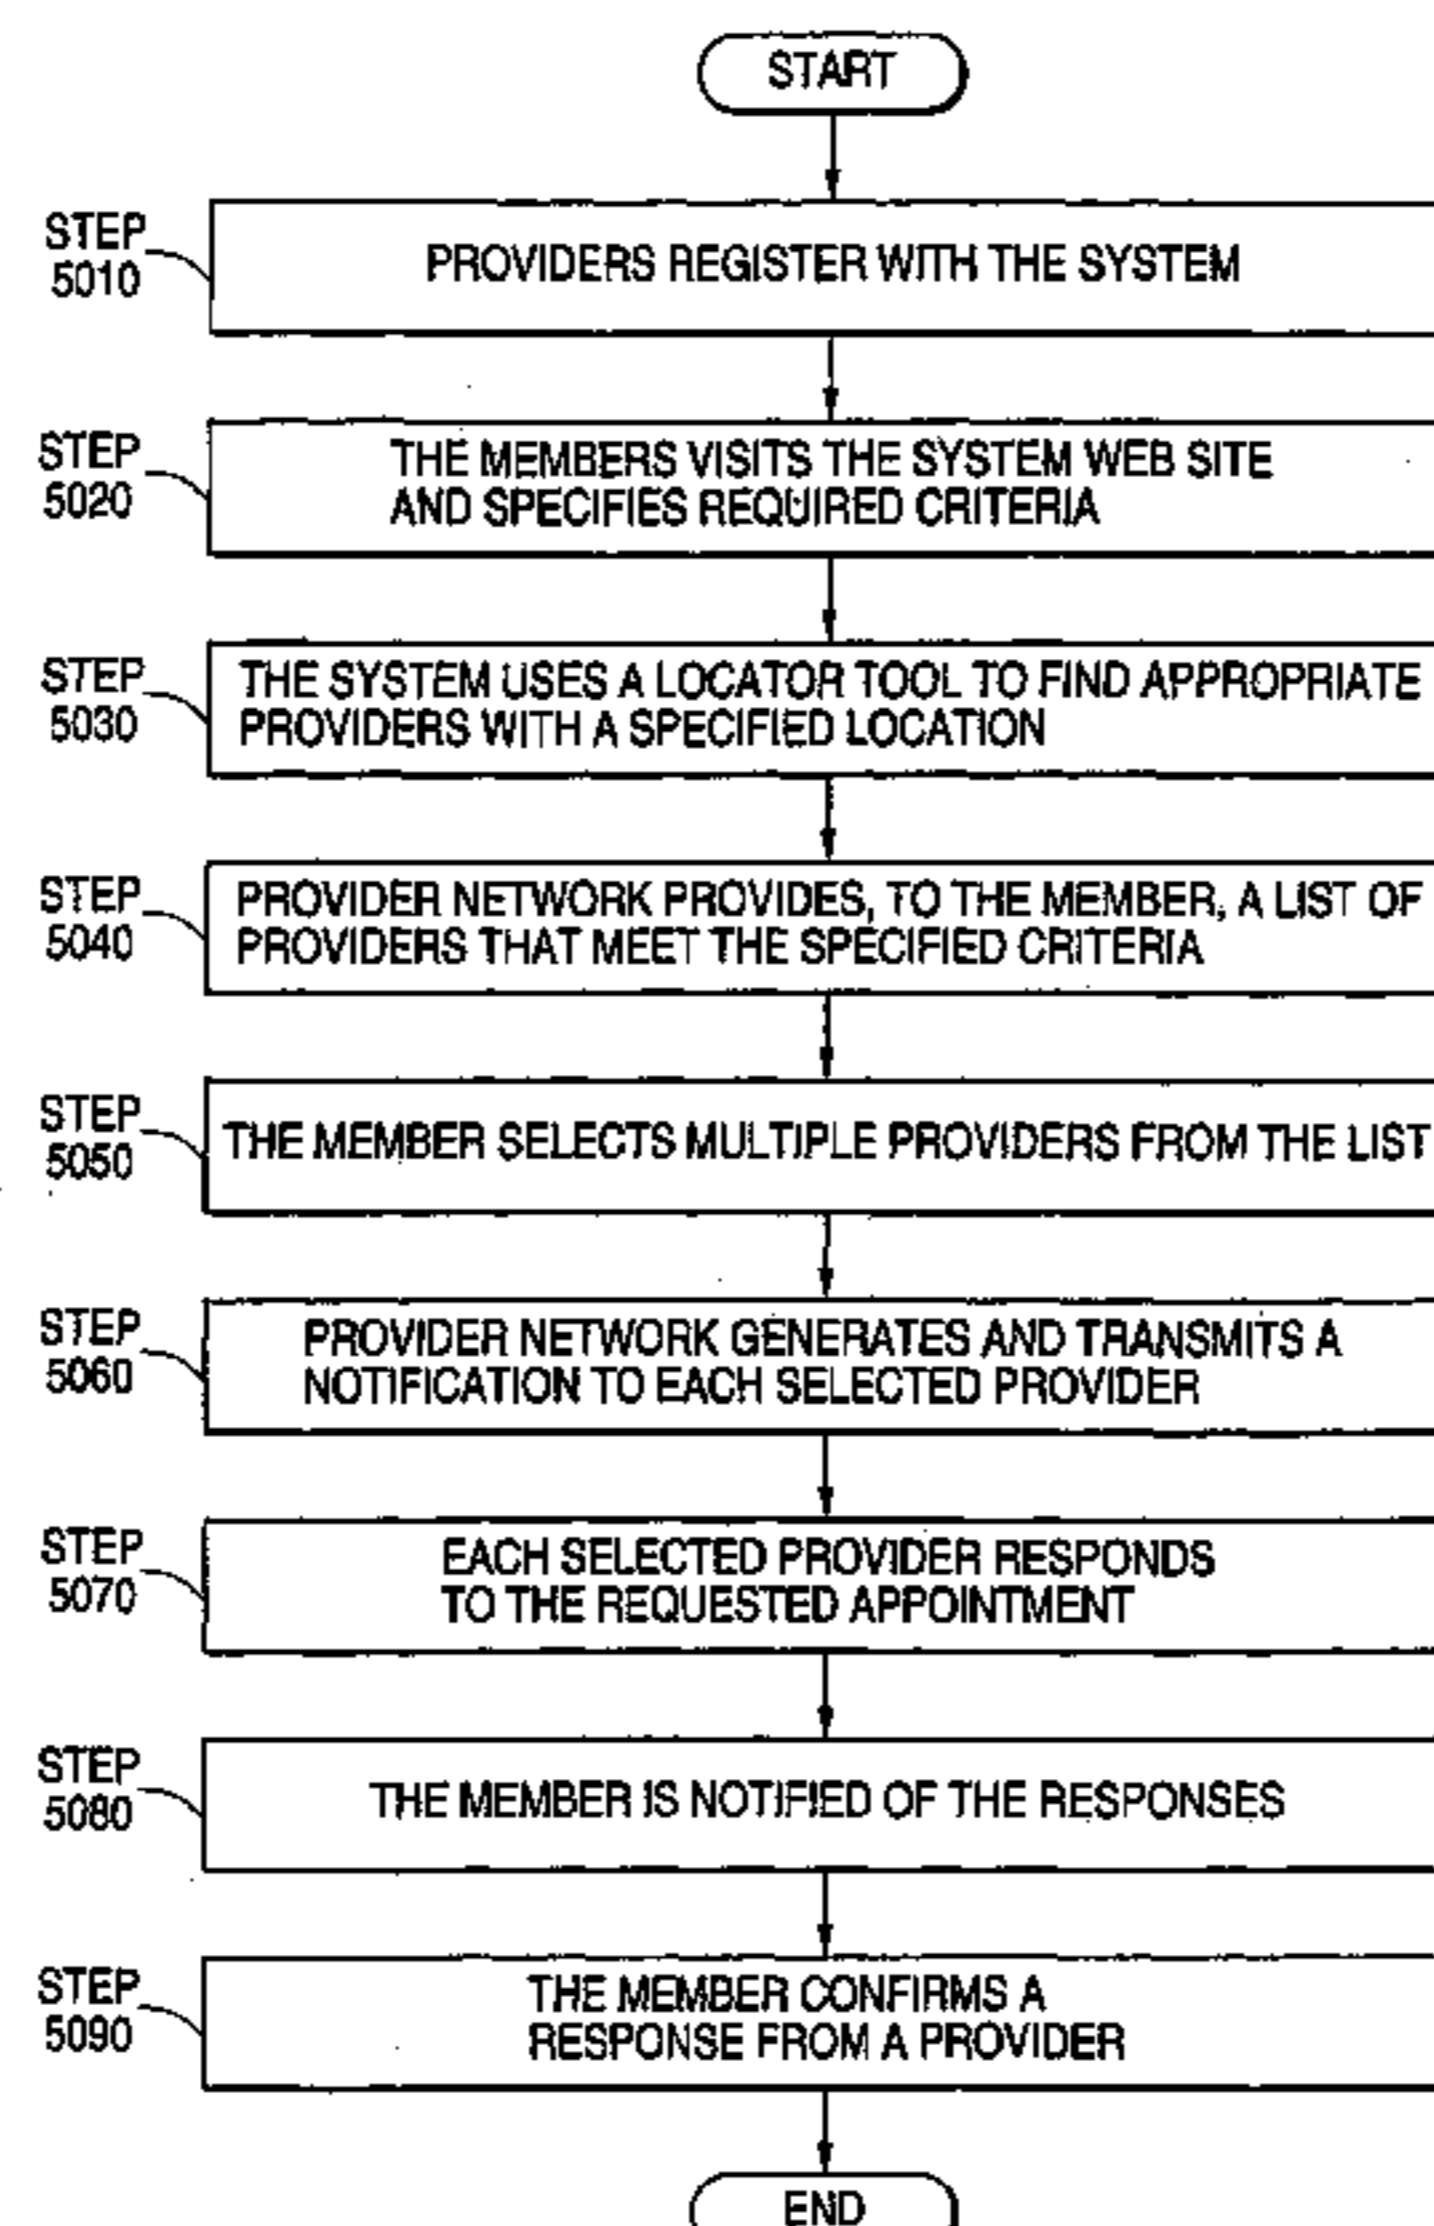 START
STEP
5010
PROVIDERS REGISTER WITH THE SYSTEM
STEP
5020
THE MEMBERS VISITS THE SYSTEM WEB SITE
AND SPECIFIES REQUIRED CRITERIA
STEP
5030
THE SYSTEM USES A LOCATOR TOOL TO FIND APPROPRIATE
PROVIDERS WITH A SPECIFIED LOCATION
STEP
5040
PROVIDER NETWORK PROVIDES, TO THE MEMBER, A LIST OF
PROVIDERS THAT MEET THE SPECIFIED CRITERIA
STEP
5050
THE MEMBER SELECTS MULTIPLE PROVIDERS FROM THE LIST
STEP
5060
PROVIDER NETWORK GENERATES AND TRANSMITS A
NOTIFICATION TO EACH SELECTED PROVIDER
STEP
5070
EACH SELECTED PROVIDER RESPONDS
TO THE REQUESTED APPOINTMENT
STEP
5080
THE MEMBER IS NOTIFIED OF THE RESPONSES
STEP
5090
THE MEMBER CONFIRMS A
RESPONSE FROM A PROVIDER
END